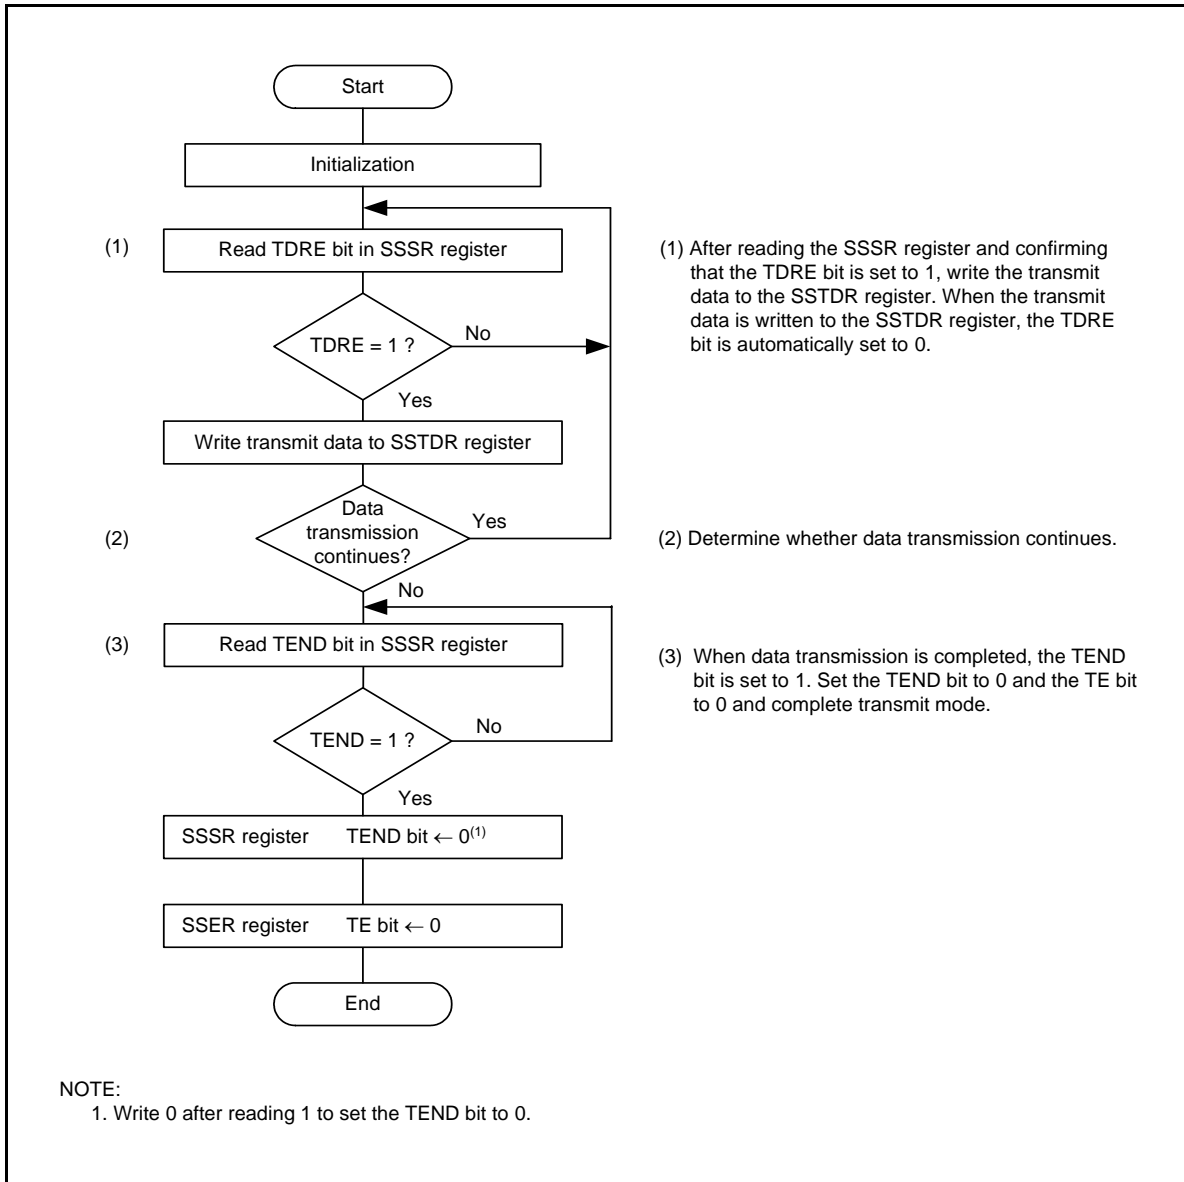 Start
Initialization
(1)
Read TDRE bit in SSSR register
(1) After reading the SSSR register and confirming
that the TDRE bit is set to 1, write the transmit
data to the SSTDR register. When the transmit
data is written to the SSTDR register, the TDRE
bit is automatically set to 0.
TDRE = 1 ?
No
Yes
Write transmit data to SSTDR register
(2)
Data
transmission
continues?
Yes
(2) Determine whether data transmission continues.
No
(3)
Read TEND bit in SSSR register
(3) When data transmission is completed, the TEND
bit is set to 1. Set the TEND bit to 0 and the TE bit
to 0 and complete transmit mode.
TEND = 1 ?
No
Yes
SSSR register TEND bit ← 0(1)
SSER register TE bit ← 0
End
NOTE:
1. Write 0 after reading 1 to set the TEND bit to 0.